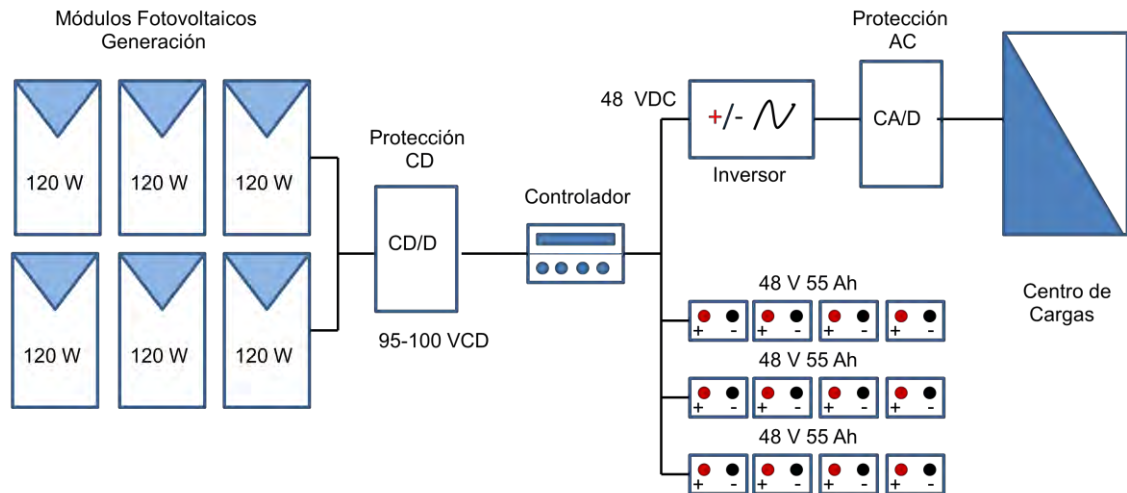 Módulos Fotovoltaicos
Generación
120 W
120 W
120 W
120 W
120 W
120 W
Protección
CD
CD/D
95-100 VCD
Controlador
48 VDC
+/-
Inversor
Protección
AC
CA/D
Centro de
Cargas
48 V 55 Ah
+ - + - + - + -
48 V 55 Ah
+ - + - + - + -
48 V 55 Ah
+ - + - + - + -